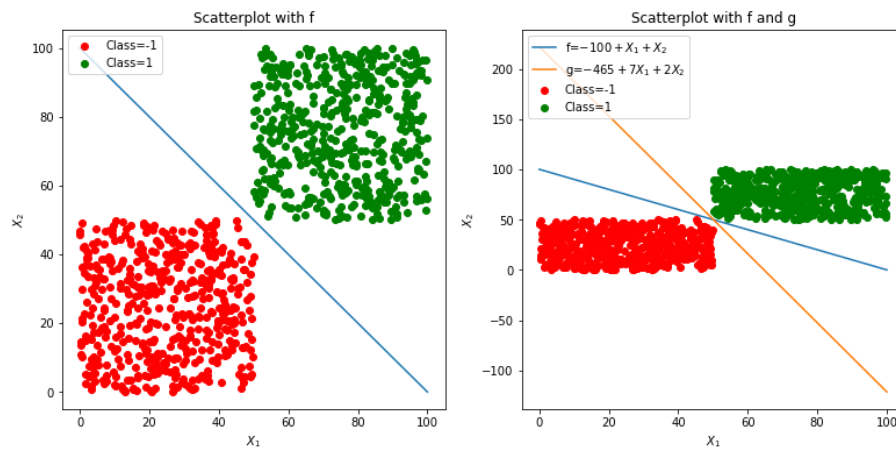 Scatterplot with f
Class=-1
Class=1
100
80
60
40
20
0
X₂
0
20
40
60
80
100
X₁
Scatterplot with f and g
f=−100 + X₁ + X₂
g=−465 + 7X₁ + 2X₂
Class=-1
Class=1
200
150
100
50
0
−50
−100
X₂
0
20
40
60
80
100
X₁